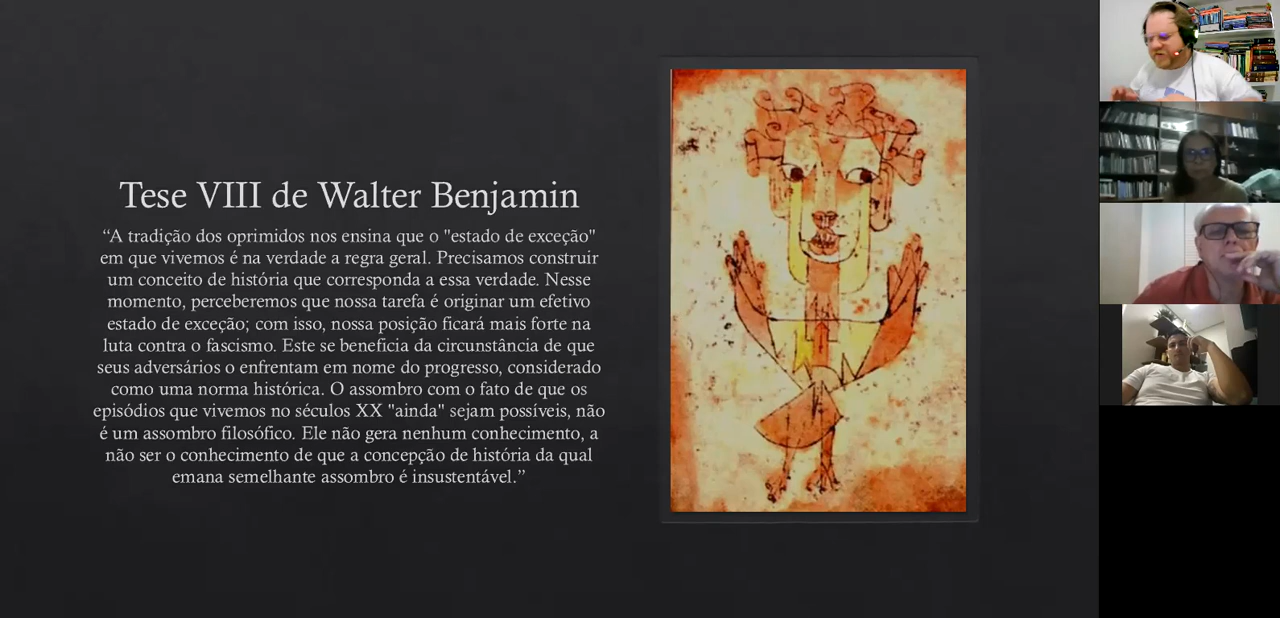 Tese VIII de Walter Benjamin
“A tradição dos oprimidos nos ensina que o "estado de exceção"
em que vivemos é na verdade a regra geral. Precisamos construir
um conceito de história que corresponda a essa verdade. Nesse
momento, perceberemos que nossa tarefa é originar um efetivo
estado de exceção; com isso, nossa posição ficará mais forte na
luta contra o fascismo. Este se beneficia da circunstância de que
seus adversários o enfrentam em nome do progresso, considerado
como uma norma histórica. O assombro com o fato de que os
episódios que vivemos no séculos XX "ainda" sejam possíveis, não
é um assombro filosófico. Ele não gera nenhum conhecimento, a
não ser o conhecimento de que a concepção de história da qual
emana semelhante assombro é insustentável.”